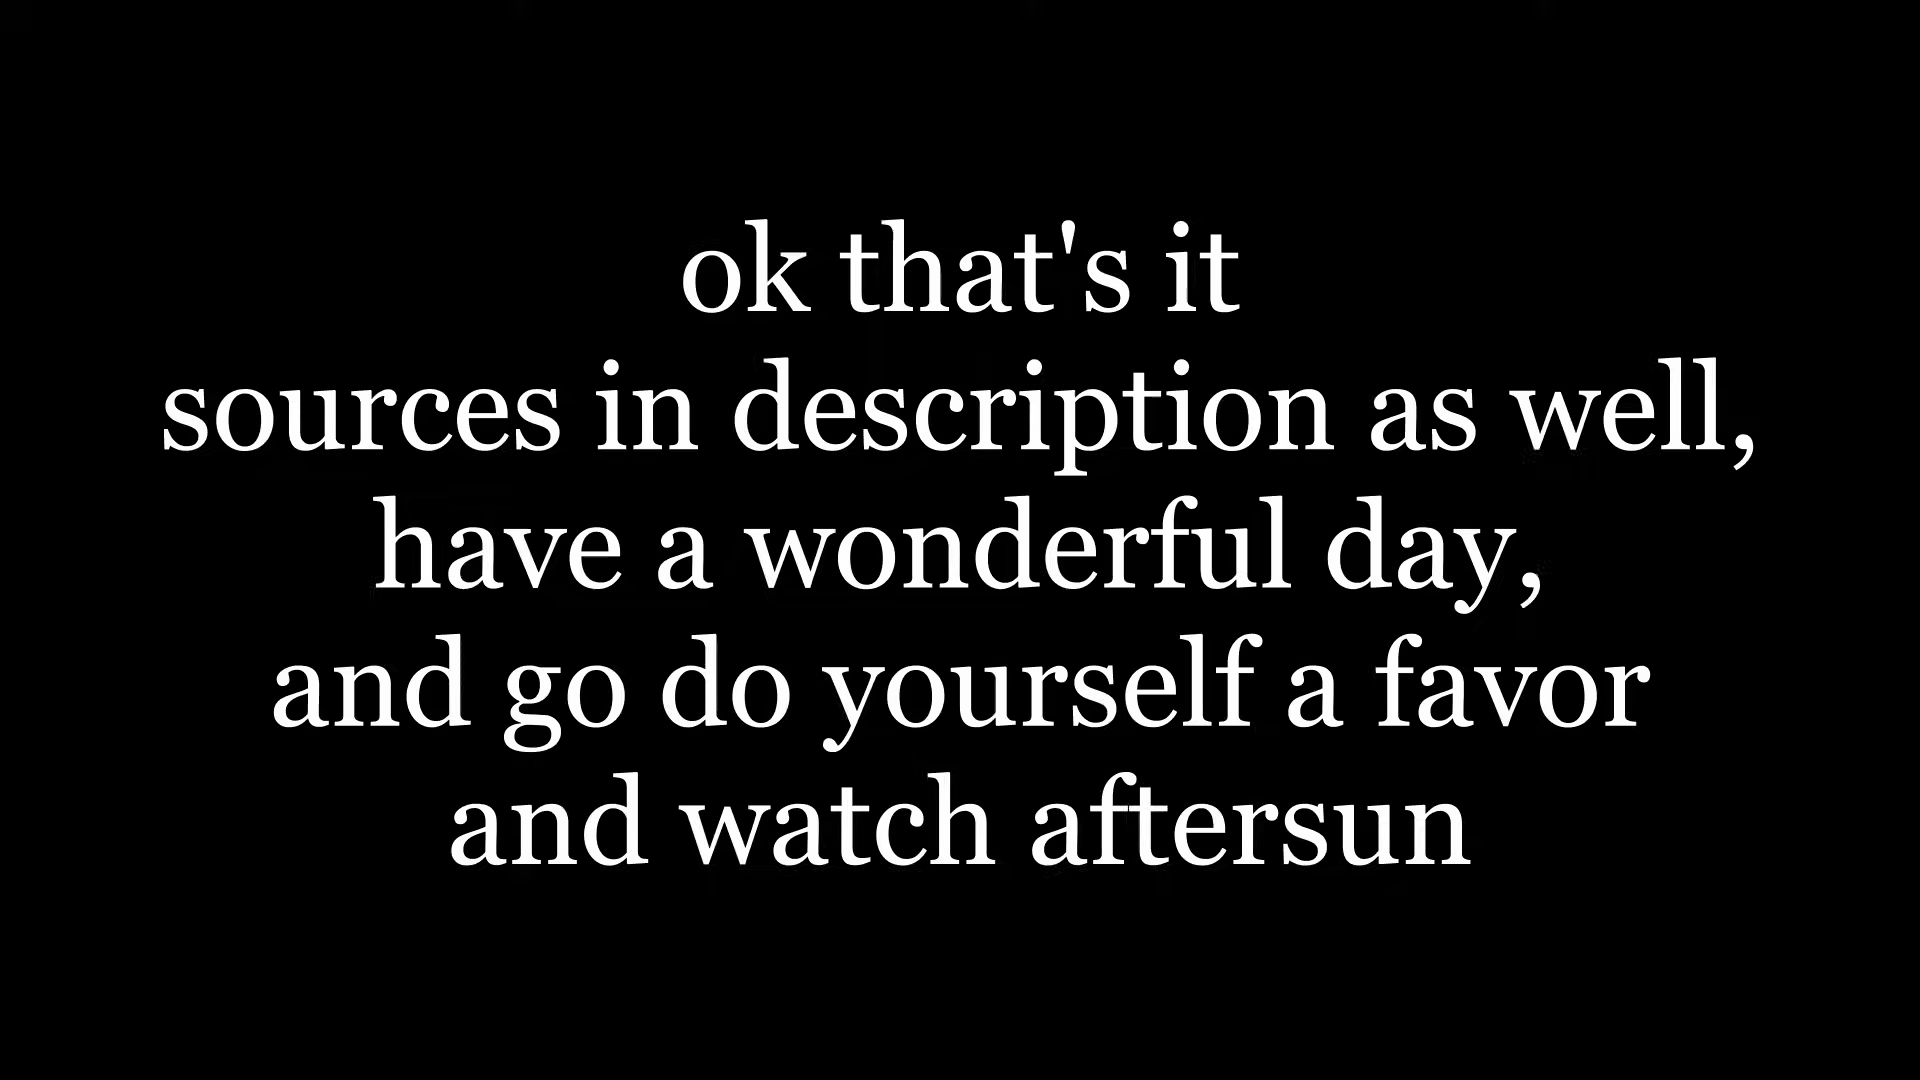 ok that's it
sources in description as well,
have a wonderful day,
and go do yourself a favor
and watch aftersun